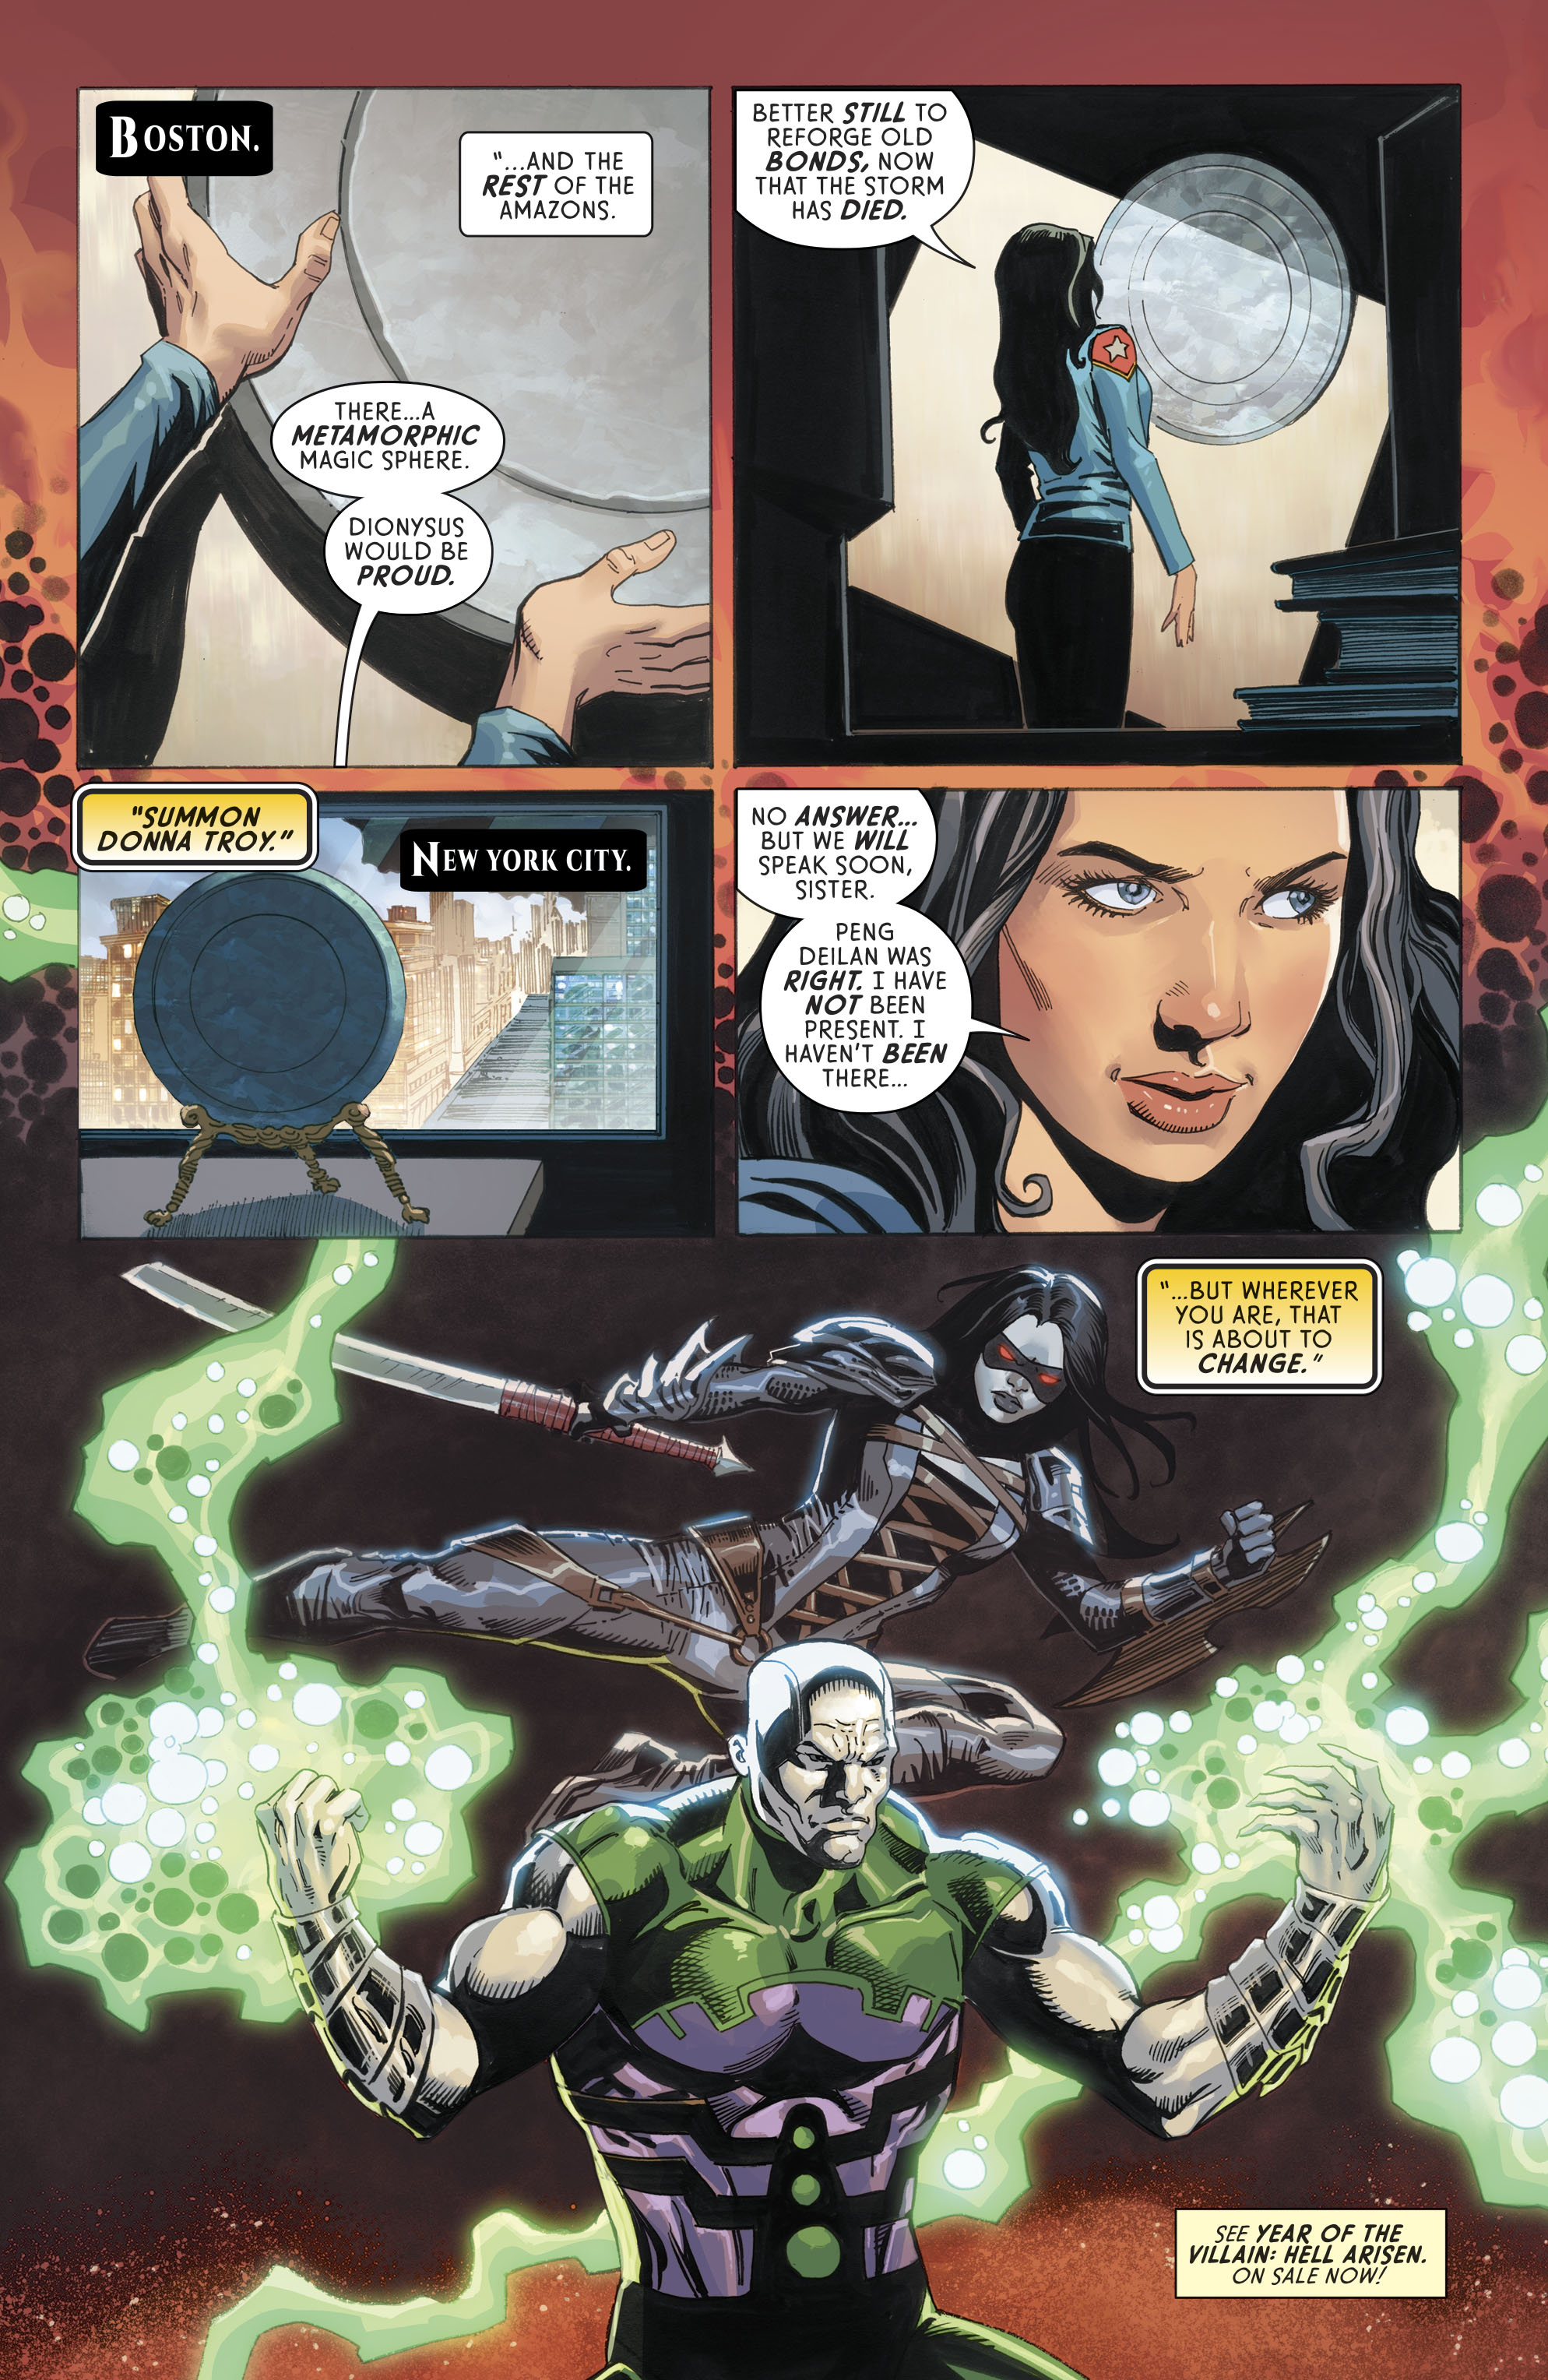 BOSTON.
"...AND THE
REST OF THE
AMAZONS.
THERE...A
METAMORPHIC
MAGIC SPHERE.
DIONYSUS
WOULD BE
PROUD.
BETTER STILL TO
REFORGE OLD
BONDS, NOW
THAT THE STORM
HAS DIED.
"SUMMON
DONNA TROY."
NEW YORK CITY.
NO ANSWER...
BUT WE WILL
SPEAK SOON,
SISTER.
PENG
DEILAN WAS
RIGHT. I HAVE
NOT BEEN
PRESENT. I
HAVEN'T BEEN
THERE...
"...BUT WHEREVER
YOU ARE, THAT
IS ABOUT TO
CHANGE."
SEE YEAR OF THE
VILLAIN: HELL ARISEN.
ON SALE NOW!